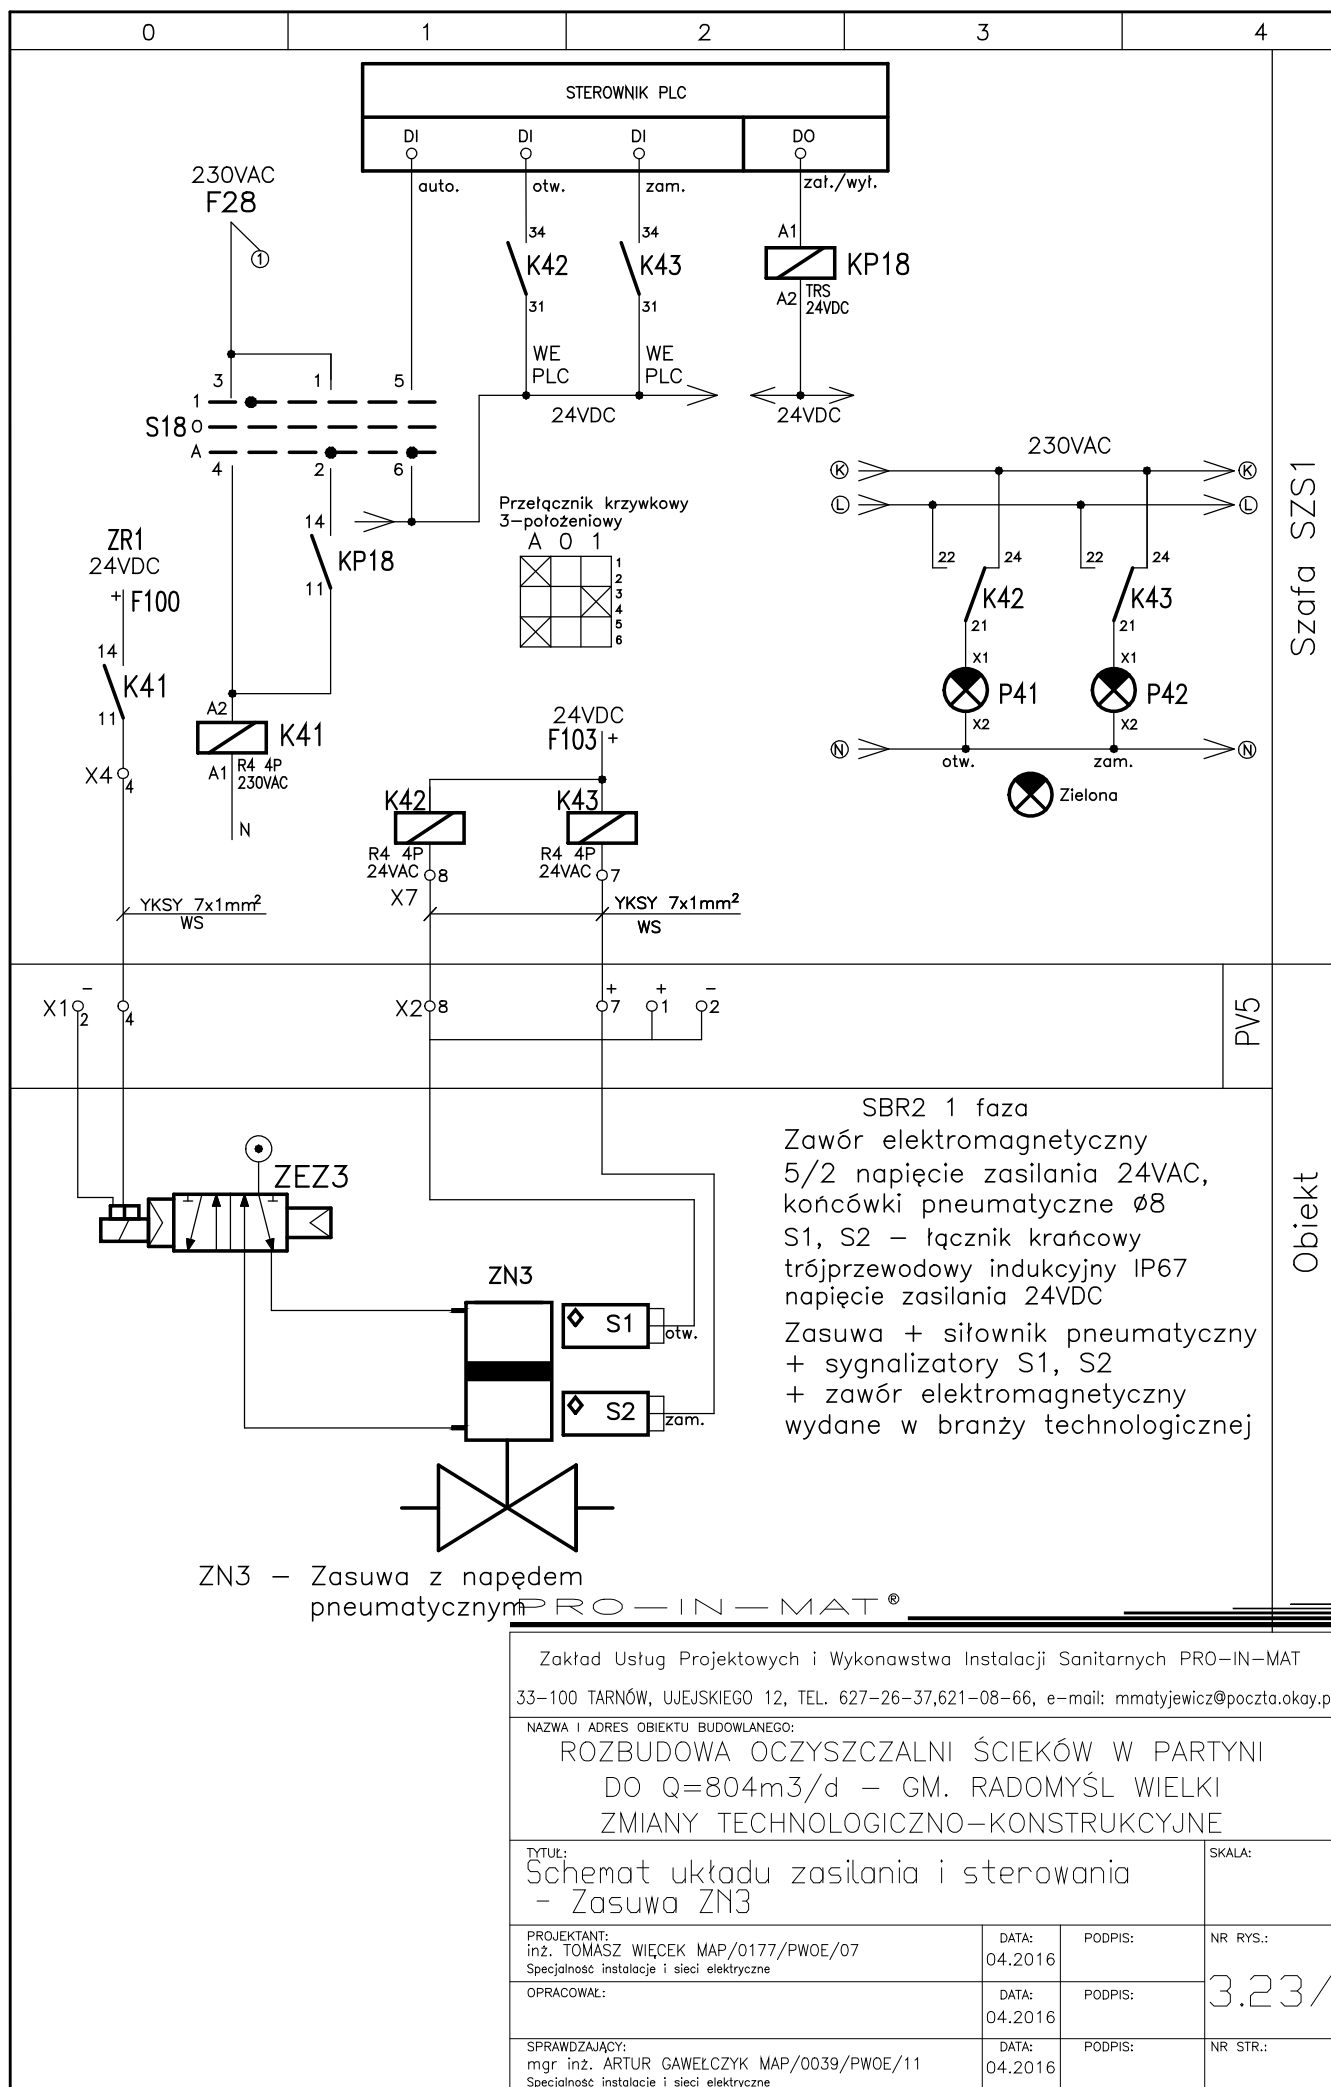 0 1 2 3 4
STEROWNIK PLC
DI DI DI DO
auto. otw. zam. zał./wył.
230VAC
F28
1
34 34 A1
K42 K43 KP18
31 31 A2 TRS
24VDC
WE WE
PLC PLC
24VDC 24VDC
3 1 5
1
S18 0
A
4 2 6
230VAC
K K
L L
Przełącznik krzywkowy
3-położeniowy
A 0 1
1
2
3
4
5
6
14
KP18
11
ZR1
24VDC
+ F100
14
K41
11
X4 4
A2
K41
A1 R4 4P
230VAC
N
22 24 22 24
K42 K43
21 21
X1 X1
P41 P42
X2 X2
N N
otw. zam.
Zielona
24VDC
F103 +
K42 K43
R4 4P R4 4P
24VAC 8 24VAC 7
X7
YKSY 7x1mm² YKSY 7x1mm²
WS WS
Szafa SZS1
X1 - 2 4 X2 8 + 7 + 1 - 2
PV5
Obiekt
ZEZ3
ZN3
S1
otw.
S2
zam.
SBR2 1 faza
Zawór elektromagnetyczny
5/2 napięcie zasilania 24VAC,
końcówki pneumatyczne Ø8
S1, S2 – łącznik krańcowy
trójprzewodowy indukcyjny IP67
napięcie zasilania 24VDC
Zasuwa + siłownik pneumatyczny
+ sygnalizatory S1, S2
+ zawór elektromagnetyczny
wydane w branży technologicznej
ZN3 – Zasuwa z napędem
pneumatycznym
PRO–IN–MAT ®
Zakład Usług Projektowych i Wykonawstwa Instalacji Sanitarnych PRO–IN–MAT
33–100 TARNÓW, UJEJSKIEGO 12, TEL. 627–26–37,621–08–66, e–mail: mmatyjewicz@poczta.okay.p
NAZWA I ADRES OBIEKTU BUDOWLANEGO:
ROZBUDOWA OCZYSZCZALNI ŚCIEKÓW W PARTYNI
DO Q=804m3/d – GM. RADOMYŚL WIELKI
ZMIANY TECHNOLOGICZNO–KONSTRUKCYJNE
TYTUŁ:
Schemat układu zasilania i sterowania
- Zasuwa ZN3
SKALA:
PROJEKTANT:
inż. TOMASZ WIĘCEK MAP/0177/PWOE/07
Specjalność instalacje i sieci elektryczne
DATA:
04.2016
PODPIS:
NR RYS.:
3.23/
OPRACOWAŁ:
DATA:
04.2016
PODPIS:
SPRAWDZAJĄCY:
mgr inż. ARTUR GAWEŁCZYK MAP/0039/PWOE/11
Specjalność instalacje i sieci elektryczne
DATA:
04.2016
PODPIS:
NR STR.: